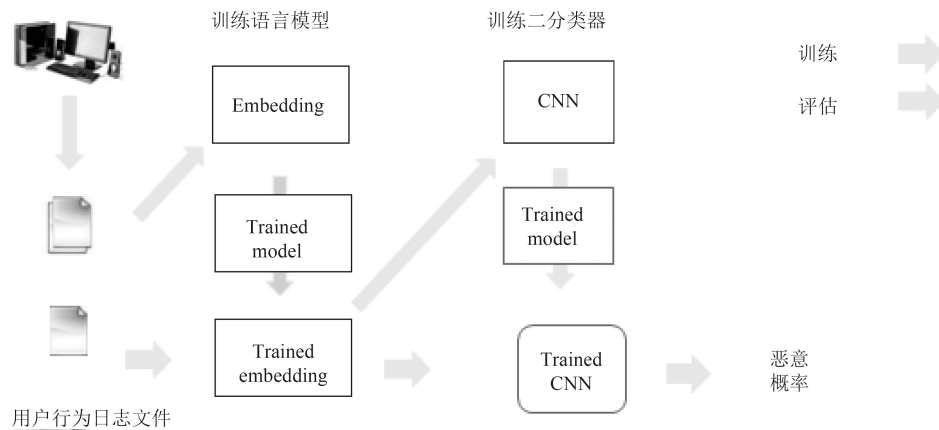 训练语言模型
训练二分类器
训练
评估
Embedding
CNN
Trained
model
Trained
model
Trained
embedding
Trained
CNN
恶意
概率
用户行为日志文件